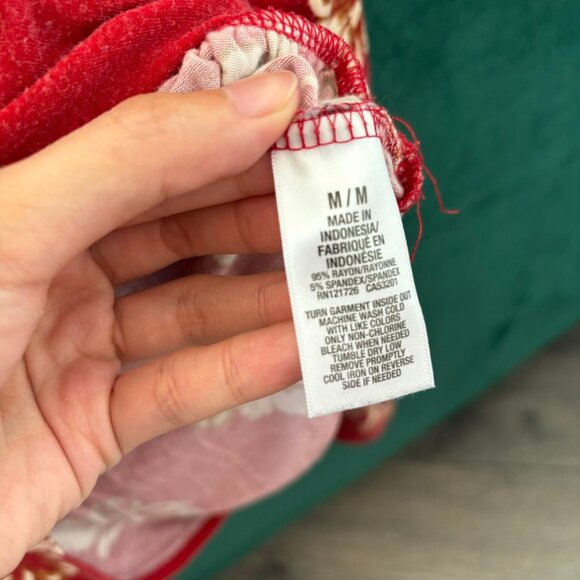 M / M
MADE IN
INDONESIA/
FABRIQUÉ EN
INDONÉSIE
95% RAYON/RAYONNE
5% SPANDEX/SPANDEX
RN121726 CA53201
TURN GARMENT INSIDE OUT
MACHINE WASH COLD
WITH LIKE COLORS
ONLY NON-CHLORINE
BLEACH WHEN NEEDED
TUMBLE DRY LOW
REMOVE PROMPTLY
COOL IRON ON REVERSE
SIDE IF NEEDED